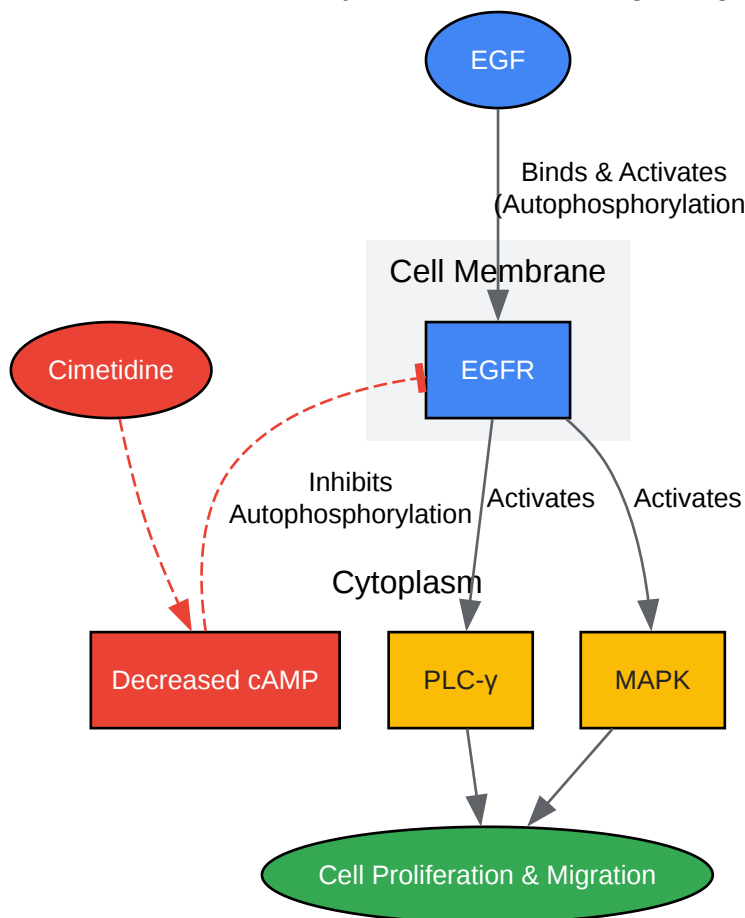 EGF
Binds & Activates
(Autophosphorylation
Cell Membrane
Cimetidine
EGFR
Inhibits
Autophosphorylation
Activates
Activates
Cytoplasm
Decreased cAMP
PLC-γ
MAPK
Cell Proliferation & Migration